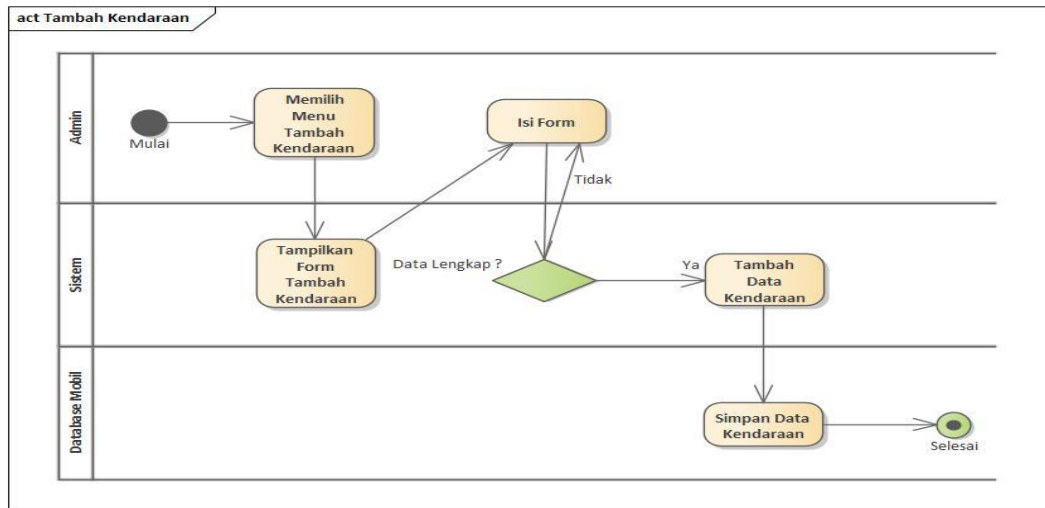 act Tambah Kendaraan
Admin
Mulai
Memilih
Menu
Tambah
Kendaraan
Isi Form
Tidak
Sistem
Tampilkan
Form
Tambah
Kendaraan
Data Lengkap ?
Ya
Tambah
Data
Kendaraan
Database Mobil
Simpan Data
Kendaraan
Selesai